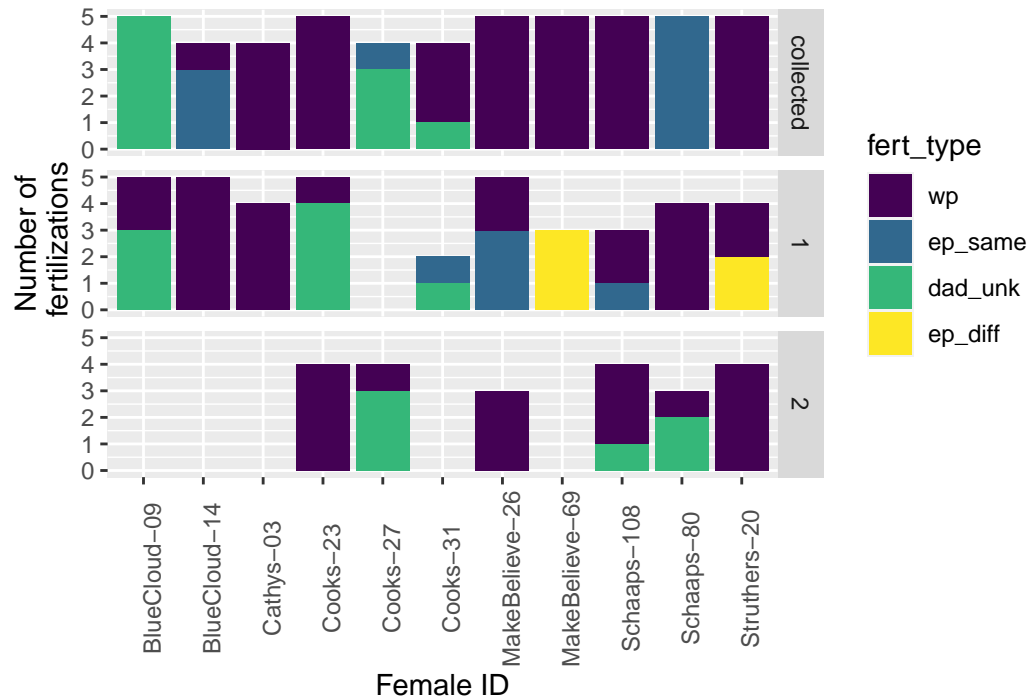 Number of
fertilizations
5
4
3
2
1
0
collected
5
4
3
2
1
0
1
5
4
3
2
1
0
2
BlueCloud−09
BlueCloud−14
Cathys−03
Cooks−23
Cooks−27
Cooks−31
MakeBelieve−26
MakeBelieve−69
Schaaps−108
Schaaps−80
Struthers−20
Female ID
fert_type
wp
ep_same
dad_unk
ep_diff